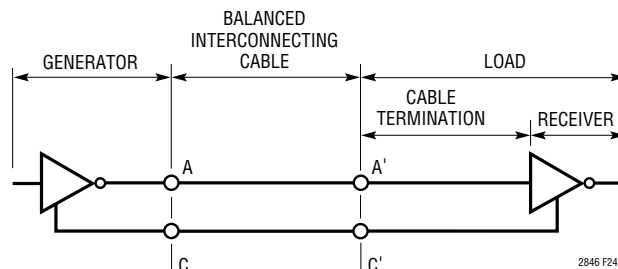 BALANCED
INTERCONNECTING
CABLE
GENERATOR
LOAD
CABLE
TERMINATION
RECEIVER
A
A'
C
C'
2846 F24